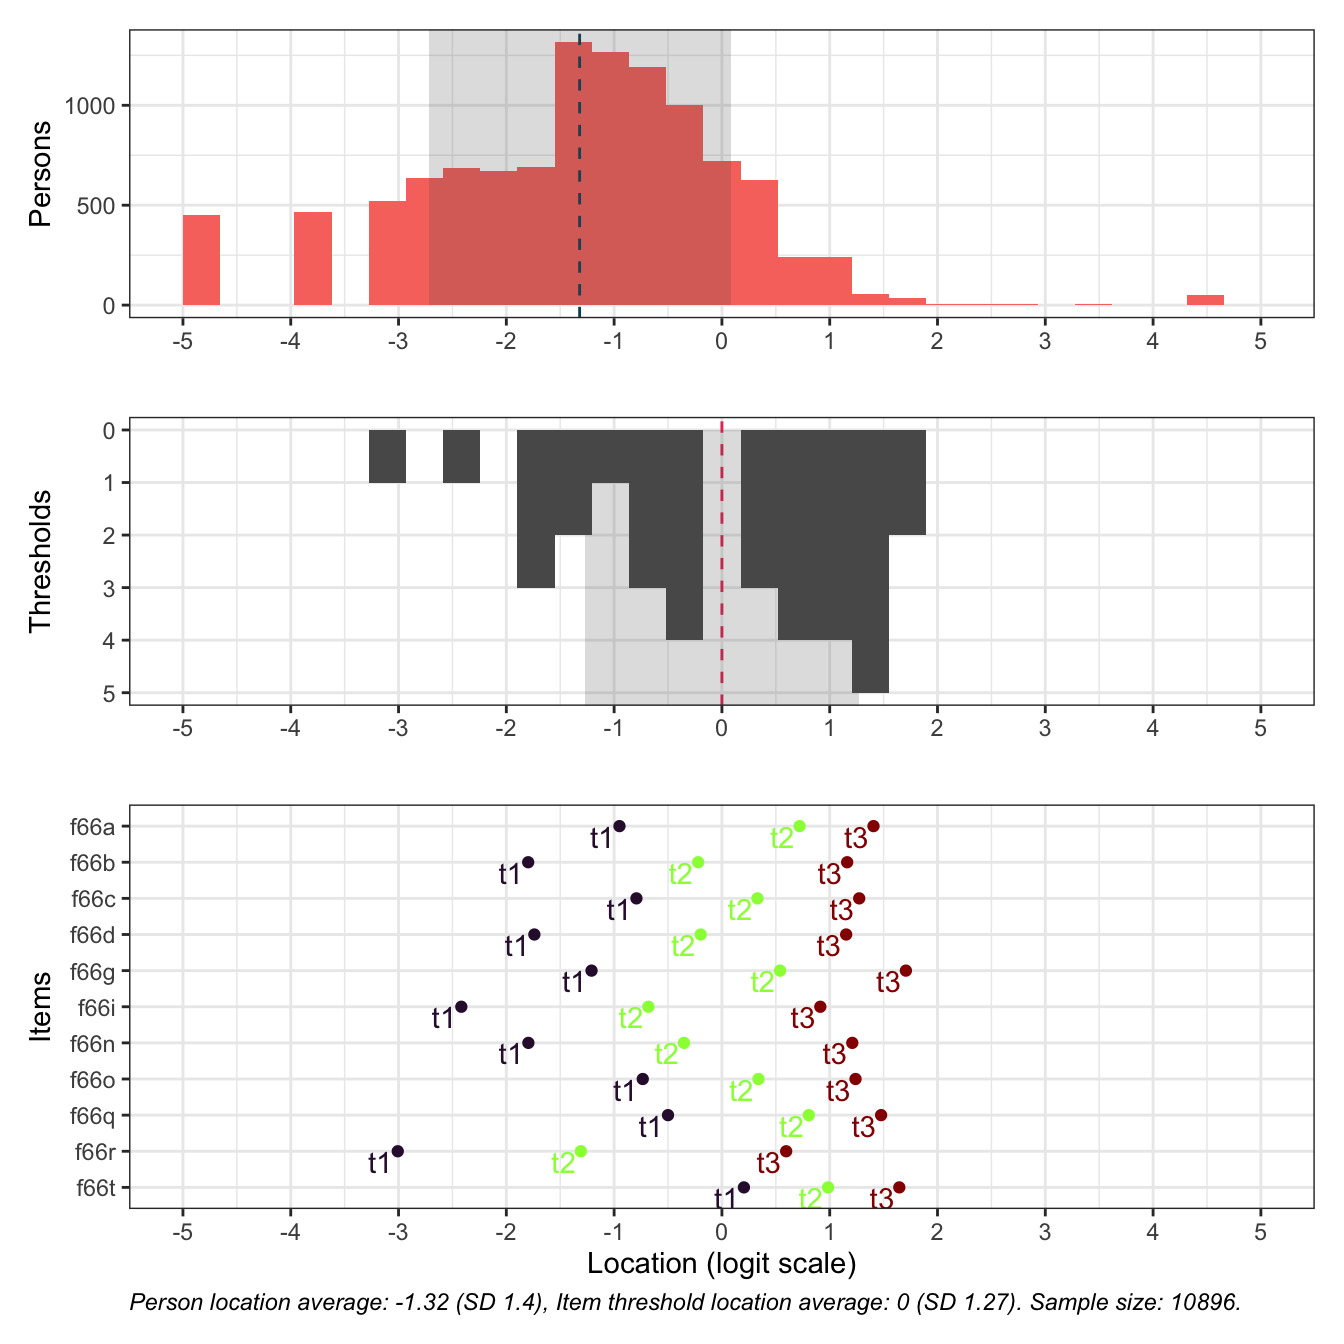 Persons
1000
500
0
-5 -4 -3 -2 -1 0 1 2 3 4 5
Thresholds
0
1
2
3
4
5
-5 -4 -3 -2 -1 0 1 2 3 4 5
Items
f66a t1 t2 t3
f66b t1 t2 t3
f66c t1 t2 t3
f66d t1 t2 t3
f66g t1 t2 t3
f66i t1 t2 t3
f66n t1 t2 t3
f66o t1 t2 t3
f66q t1 t2 t3
f66r t1 t2 t3
f66t t1 t2 t3
-5 -4 -3 -2 -1 0 1 2 3 4 5
Location (logit scale)
Person location average: -1.32 (SD 1.4), Item threshold location average: 0 (SD 1.27). Sample size: 10896.